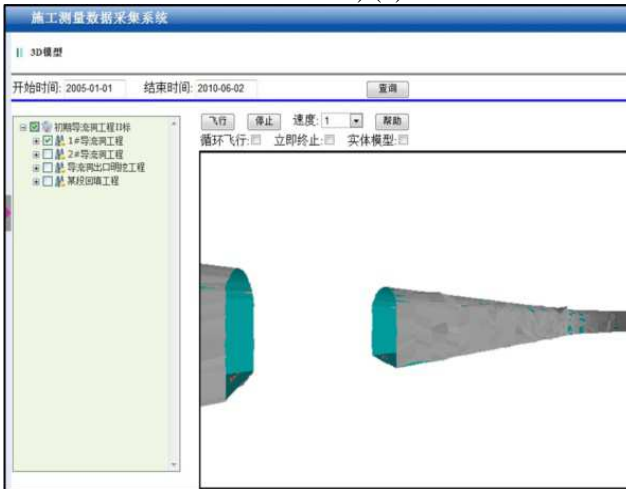 施工测量数据采集系统
3D模型
开始时间: 2005-01-01 结束时间: 2010-06-02 查询
飞行 停止 速度: 1 帮助
循环飞行: 立即终止: 实体模型:
初期导流洞工程II标
1#导流洞工程
2#导流洞工程
导流洞出口明挖工程
某段回填工程